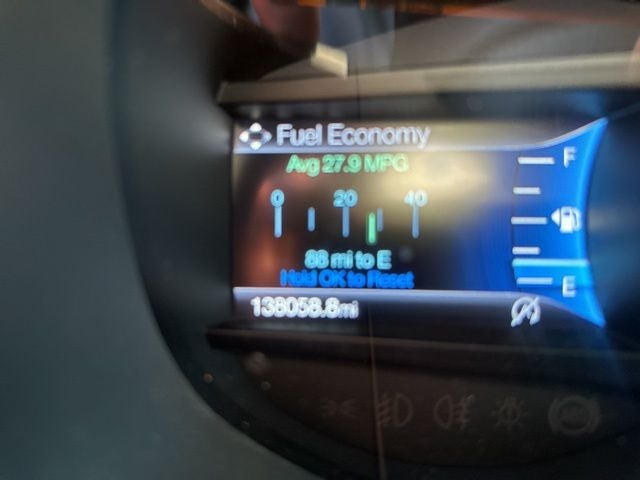 Fuel Economy
Avg 27.9 MPG
0 20 40
88 mi to E
Hold OK to Reset
138058.8mi
F
E